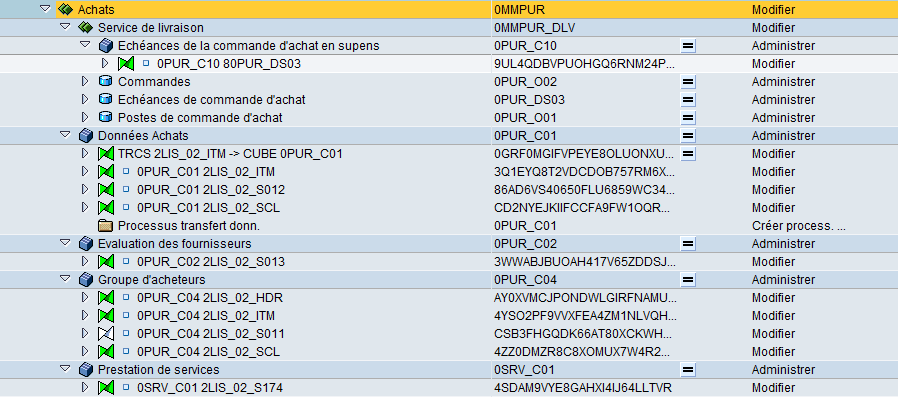 Achats 0MMPUR Modifier
Service de livraison 0MMPUR_DLV Modifier
Echéances de la commande d'achat en supens 0PUR_C10 Administrer
0PUR_C10 80PUR_DS03 9UL4QDBVPUOHGQ6RNM24P... Modifier
Commandes 0PUR_O02 Administrer
Echéances de commande d'achat 0PUR_DS03 Administrer
Postes de commande d'achat 0PUR_O01 Administrer
Données Achats 0PUR_C01 Administrer
TRCS 2LIS_02_ITM -> CUBE 0PUR_C01 0GRF0MGIFVPEYE8OLUONXU... Modifier
0PUR_C01 2LIS_02_ITM 3Q1EYQ8T2VDCDOB757RM6X... Modifier
0PUR_C01 2LIS_02_S012 86AD6VS40650FLU6859WC34... Modifier
0PUR_C01 2LIS_02_SCL CD2NYEJKIIFCCFA9FW1OQR... Modifier
Processus transfert donn. 0PUR_C01 Créer process. ...
Evaluation des fournisseurs 0PUR_C02 Administrer
0PUR_C02 2LIS_02_S013 3WWABJBUOAH417V65ZDDSJ... Modifier
Groupe d'acheteurs 0PUR_C04 Administrer
0PUR_C04 2LIS_02_HDR AY0XVMCJPONDWLGIRFNAMU... Modifier
0PUR_C04 2LIS_02_ITM 4YSO2PF9VVXFEA4ZM1NLVQH... Modifier
0PUR_C04 2LIS_02_S011 CSB3FHGQDK66AT80XCKWH... Modifier
0PUR_C04 2LIS_02_SCL 4ZZ0DMZR8C8XOMUX7W4R2... Modifier
Prestation de services 0SRV_C01 Administrer
0SRV_C01 2LIS_02_S174 4SDAM9VYE8GAHXI4IJ64LLTVR Modifier